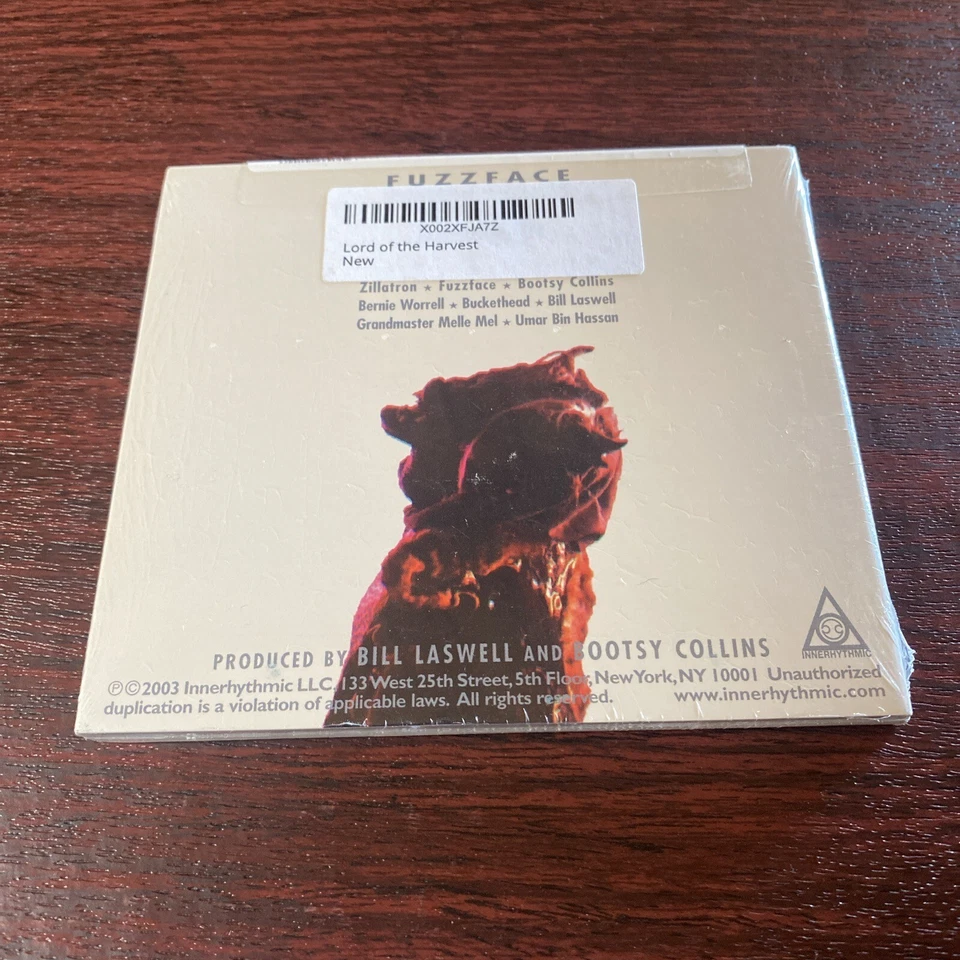 FUZZFACE
X002XFJA7Z
Lord of the Harvest
New
Zillatron ★ Fuzzface ★ Bootsy Collins
Bernie Worrell ★ Buckethead ★ Bill Laswell
Grandmaster Melle Mel ★ Umar Bin Hassan
INNERHYTHMIC
PRODUCED BY BILL LASWELL AND BOOTSY COLLINS
℗©2003 Innerhythmic LLC, 133 West 25th Street, 5th Floor, New York, NY 10001 Unauthorized
duplication is a violation of applicable laws. All rights reserved. www.innerhythmic.com